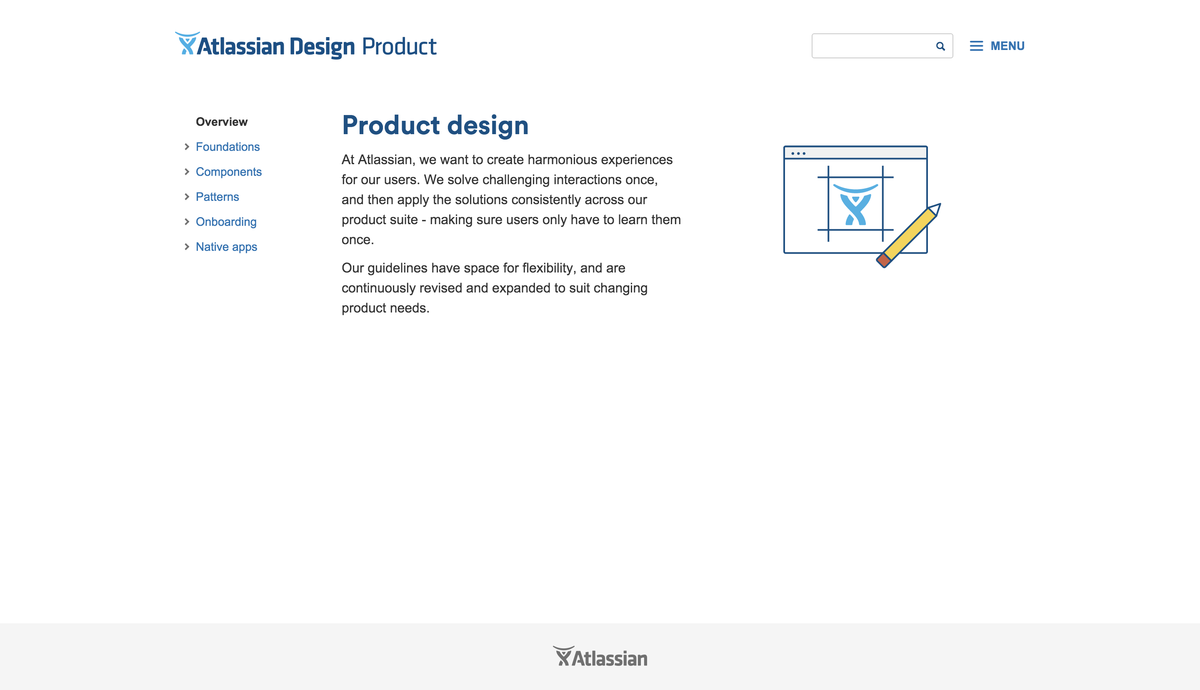 Atlassian Design Product
MENU
Overview
Foundations
Components
Patterns
Onboarding
Native apps
Product design
At Atlassian, we want to create harmonious experiences
for our users. We solve challenging interactions once,
and then apply the solutions consistently across our
product suite - making sure users only have to learn them
once.
Our guidelines have space for flexibility, and are
continuously revised and expanded to suit changing
product needs.
Atlassian